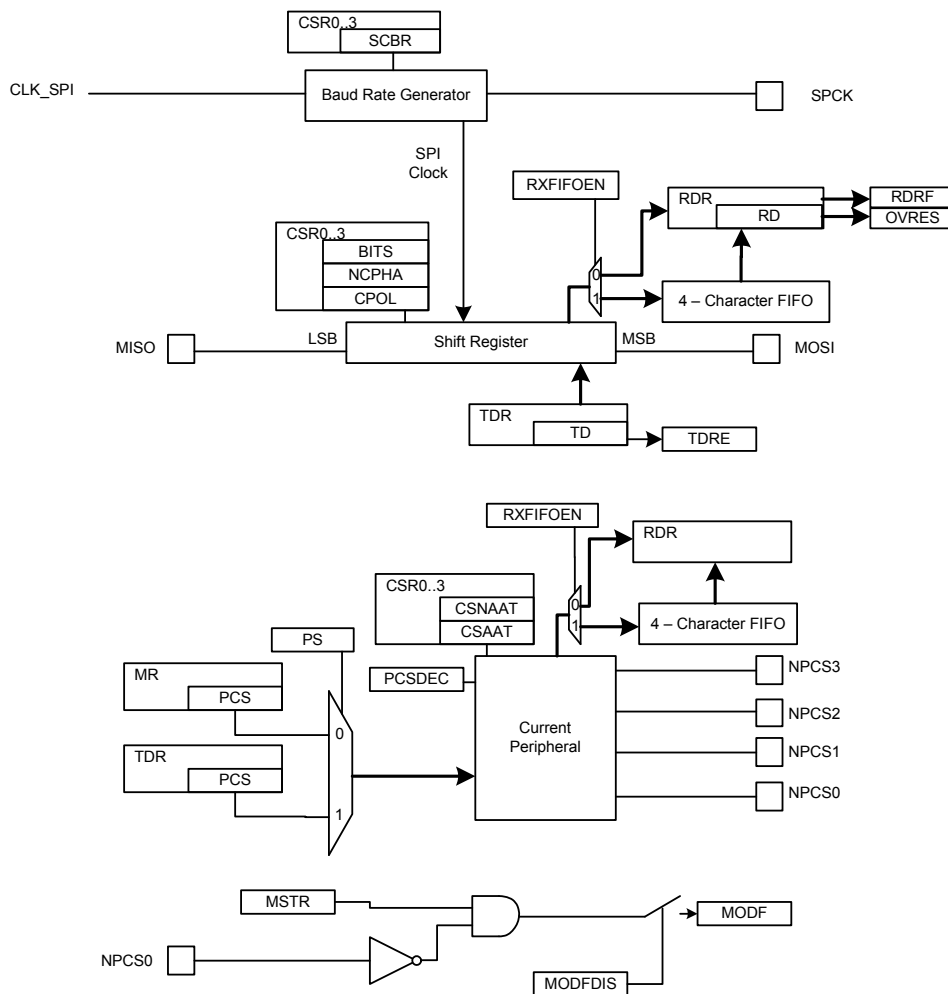 CSR0..3
SCBR
CLK_SPI
Baud Rate Generator
SPCK
SPI
Clock
RXFIFOEN
RDR
RD
RDRF
OVRES
CSR0..3
BITS
NCPHA
CPOL
0
1
4 – Character FIFO
MISO
LSB
Shift Register
MSB
MOSI
TDR
TD
TDRE
RXFIFOEN
RDR
CSR0..3
CSNAAT
CSAAT
0
1
4 – Character FIFO
PS
MR
PCS
PCSDEC
NPCS3
0
Current
Peripheral
NPCS2
TDR
PCS
NPCS1
1
NPCS0
MSTR
MODF
NPCS0
MODFDIS